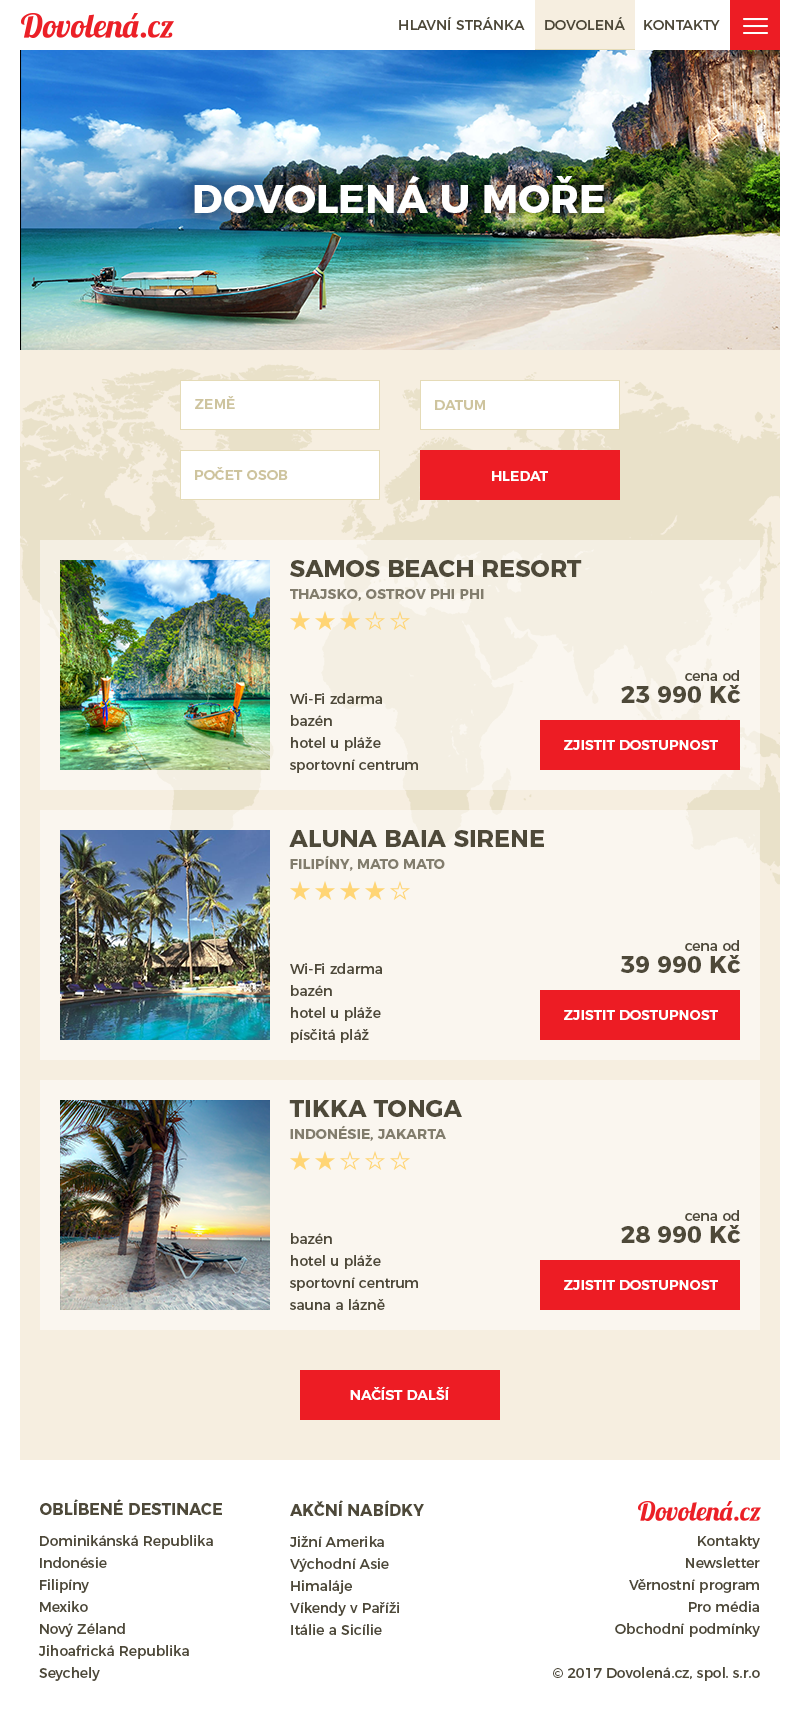 Dovolená.cz
HLAVNÍ STRÁNKA
DOVOLENÁ
KONTAKTY
DOVOLENÁ U MOŘE
ZEMĚ
DATUM
POČET OSOB
HLEDAT
SAMOS BEACH RESORT
THAJSKO, OSTROV PHI PHI
Wi-Fi zdarma
bazén
hotel u pláže
sportovní centrum
cena od
23 990 Kč
ZJISTIT DOSTUPNOST
ALUNA BAIA SIRENE
FILIPÍNY, MATO MATO
Wi-Fi zdarma
bazén
hotel u pláže
písčitá pláž
cena od
39 990 Kč
ZJISTIT DOSTUPNOST
TIKKA TONGA
INDONÉSIE, JAKARTA
bazén
hotel u pláže
sportovní centrum
sauna a lázně
cena od
28 990 Kč
ZJISTIT DOSTUPNOST
NAČÍST DALŠÍ
OBLÍBENÉ DESTINACE
Dominikánská Republika
Indonésie
Filipíny
Mexiko
Nový Zéland
Jihoafrická Republika
Seychely
AKČNÍ NABÍDKY
Jižní Amerika
Východní Asie
Himaláje
Víkendy v Paříži
Itálie a Sicílie
Dovolená.cz
Kontakty
Newsletter
Věrnostní program
Pro média
Obchodní podmínky
© 2017 Dovolená.cz, spol. s.r.o